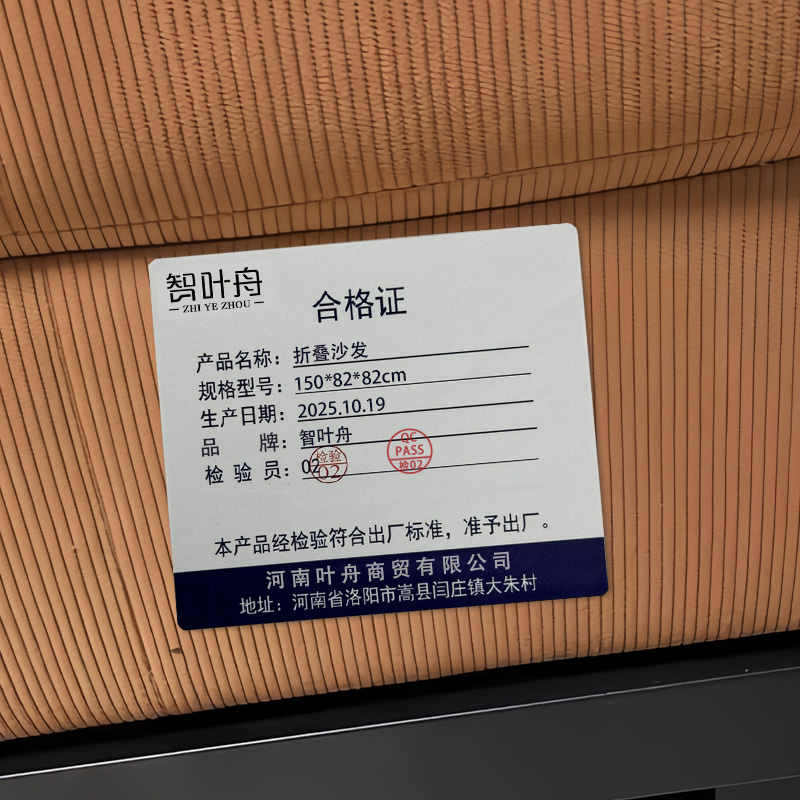 智叶舟
ZHI YE ZHOU
合格证
产品名称：折叠沙发
规格型号：150*82*82cm
生产日期：2025.10.19
品牌：智叶舟
检验员：02
检验
02
QC
PASS
检02
本产品经检验符合出厂标准，准予出厂。
河南叶舟商贸有限公司
地址：河南省洛阳市嵩县闫庄镇大朱村